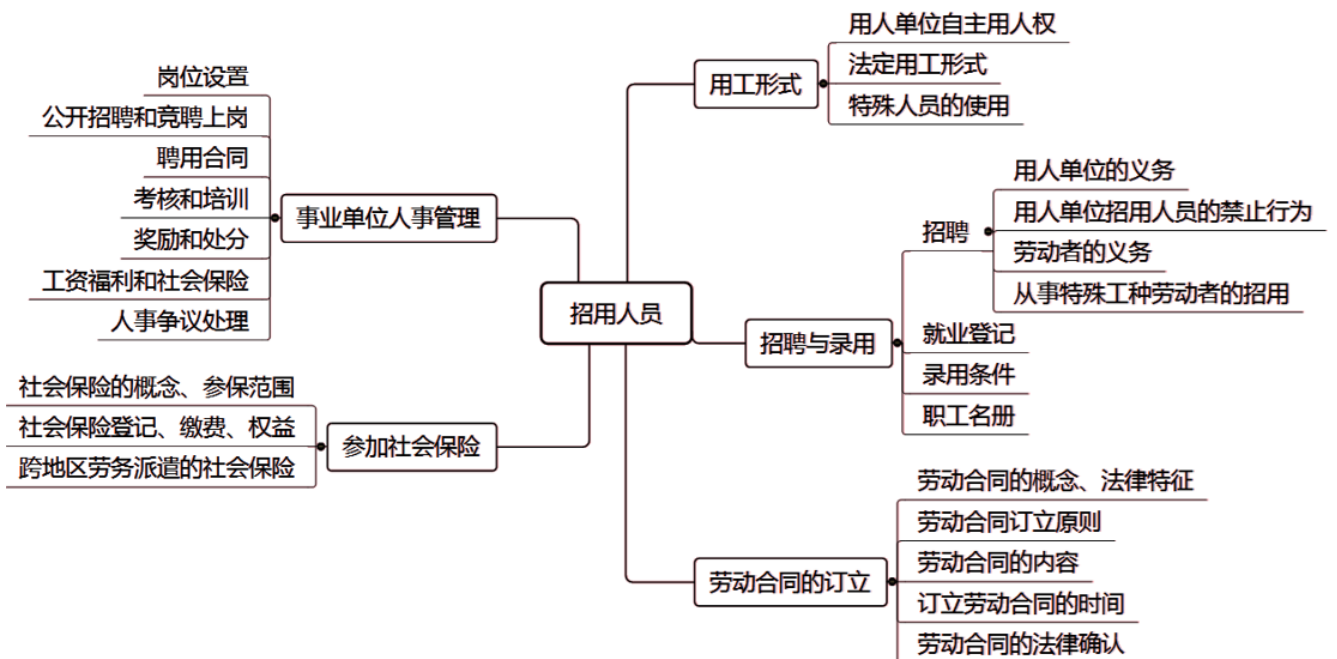 招用人员
用工形式
用人单位自主用人权
法定用工形式
特殊人员的使用
招聘与录用
招聘
用人单位的义务
用人单位招用人员的禁止行为
劳动者的义务
从事特殊工种劳动者的招用
就业登记
录用条件
职工名册
劳动合同的订立
劳动合同的概念、法律特征
劳动合同订立原则
劳动合同的内容
订立劳动合同的时间
劳动合同的法律确认
事业单位人事管理
岗位设置
公开招聘和竞聘上岗
聘用合同
考核和培训
奖励和处分
工资福利和社会保险
人事争议处理
参加社会保险
社会保险的概念、参保范围
社会保险登记、缴费、权益
跨地区劳务派遣的社会保险